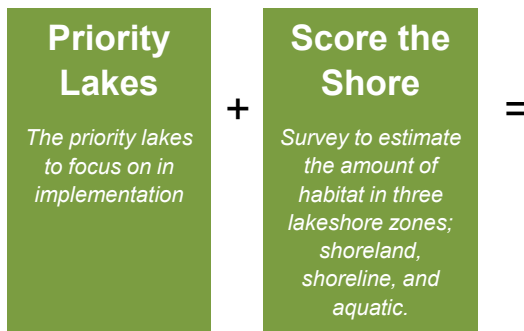 Priority
Lakes
The priority lakes
to focus on in
implementation
+
Score the
Shore
Survey to estimate
the amount of
habitat in three
lakeshore zones;
shoreland,
shoreline, and
aquatic.
=